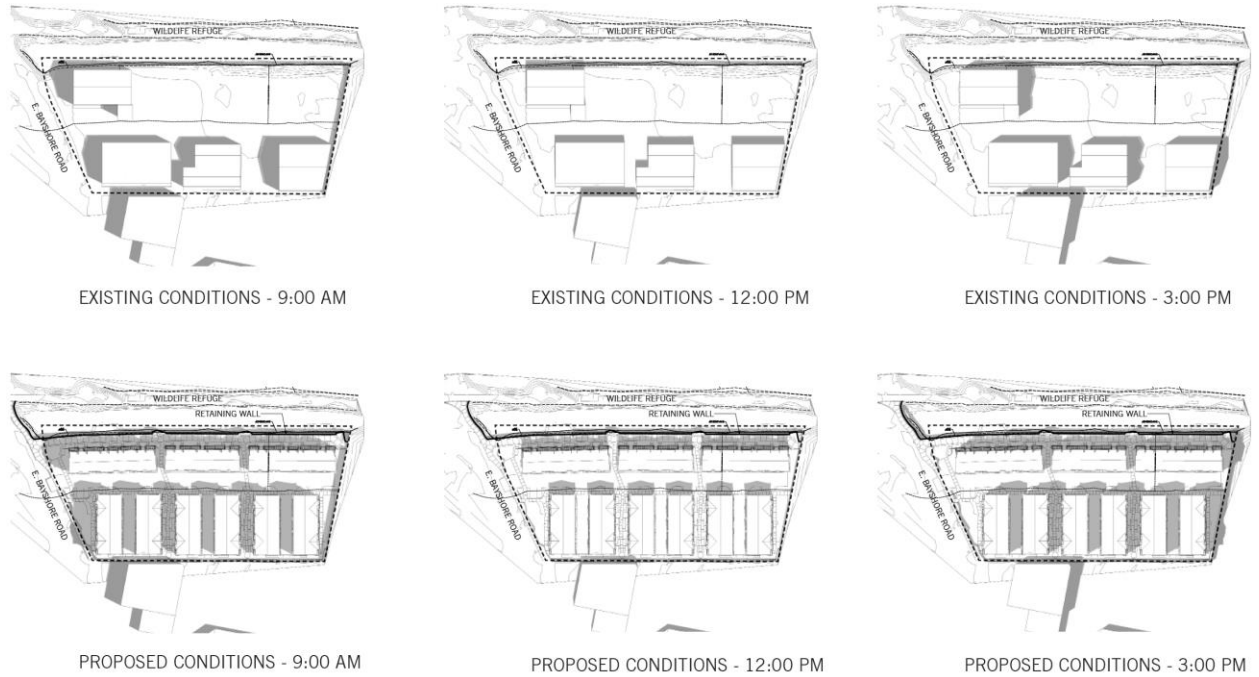 WILDLIFE REFUGE
E. BAYSHORE ROAD
EXISTING CONDITIONS - 9:00 AM
WILDLIFE REFUGE
E. BAYSHORE ROAD
EXISTING CONDITIONS - 12:00 PM
WILDLIFE REFUGE
E. BAYSHORE ROAD
EXISTING CONDITIONS - 3:00 PM
WILDLIFE REFUGE
RETAINING WALL
E. BAYSHORE ROAD
PROPOSED CONDITIONS - 9:00 AM
WILDLIFE REFUGE
RETAINING WALL
E. BAYSHORE ROAD
PROPOSED CONDITIONS - 12:00 PM
WILDLIFE REFUGE
RETAINING WALL
E. BAYSHORE ROAD
PROPOSED CONDITIONS - 3:00 PM